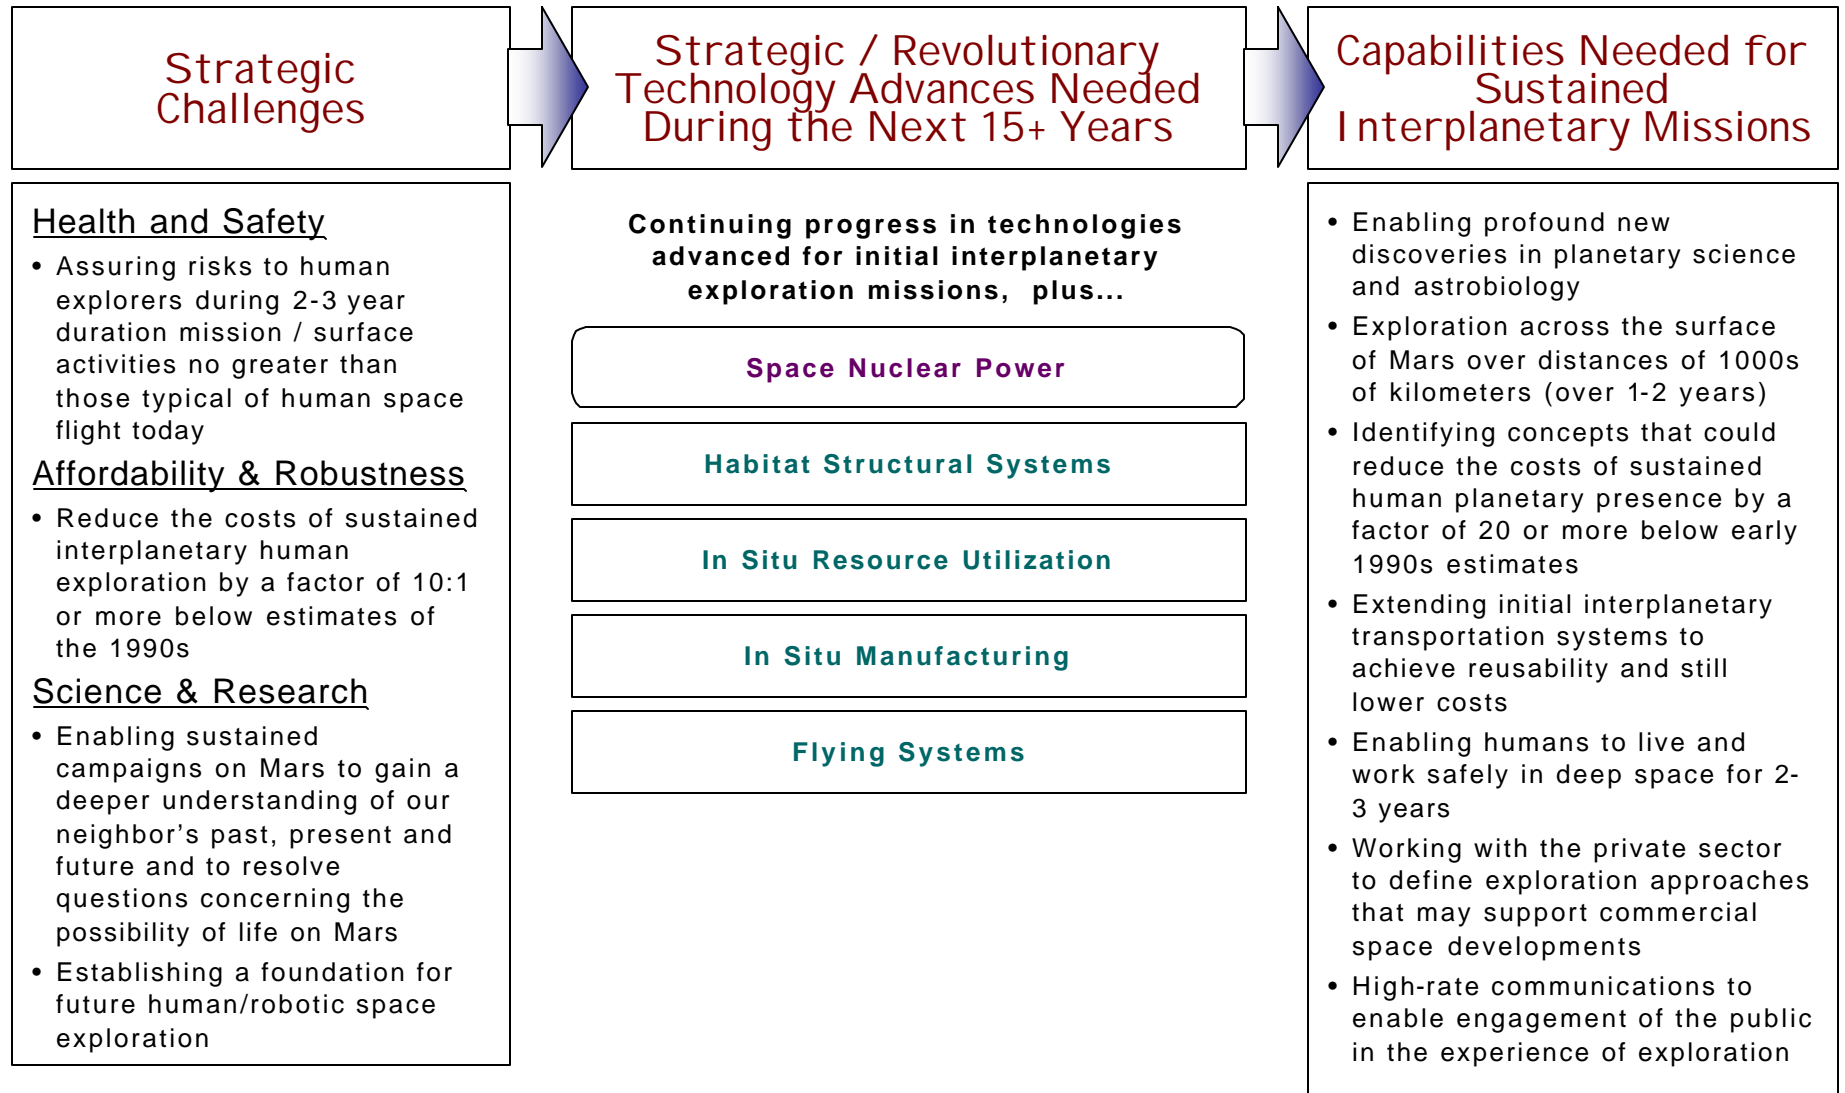 Strategic
Challenges
Strategic / Revolutionary
Technology Advances Needed
During the Next 15+ Years
Capabilities Needed for
Sustained
Interplanetary Missions
Health and Safety
• Assuring risks to human
explorers during 2-3 year
duration mission / surface
activities no greater than
those typical of human space
flight today
Affordability & Robustness
• Reduce the costs of sustained
interplanetary human
exploration by a factor of 10:1
or more below estimates of
the 1990s
Science & Research
• Enabling sustained
campaigns on Mars to gain a
deeper understanding of our
neighbor's past, present and
future and to resolve
questions concerning the
possibility of life on Mars
• Establishing a foundation for
future human/robotic space
exploration
Continuing progress in technologies
advanced for initial interplanetary
exploration missions, plus...
Space Nuclear Power
Habitat Structural Systems
In Situ Resource Utilization
In Situ Manufacturing
Flying Systems
• Enabling profound new
discoveries in planetary science
and astrobiology
• Exploration across the surface
of Mars over distances of 1000s
of kilometers (over 1-2 years)
• Identifying concepts that could
reduce the costs of sustained
human planetary presence by a
factor of 20 or more below early
1990s estimates
• Extending initial interplanetary
transportation systems to
achieve reusability and still
lower costs
• Enabling humans to live and
work safely in deep space for 2-
3 years
• Working with the private sector
to define exploration approaches
that may support commercial
space developments
• High-rate communications to
enable engagement of the public
in the experience of exploration